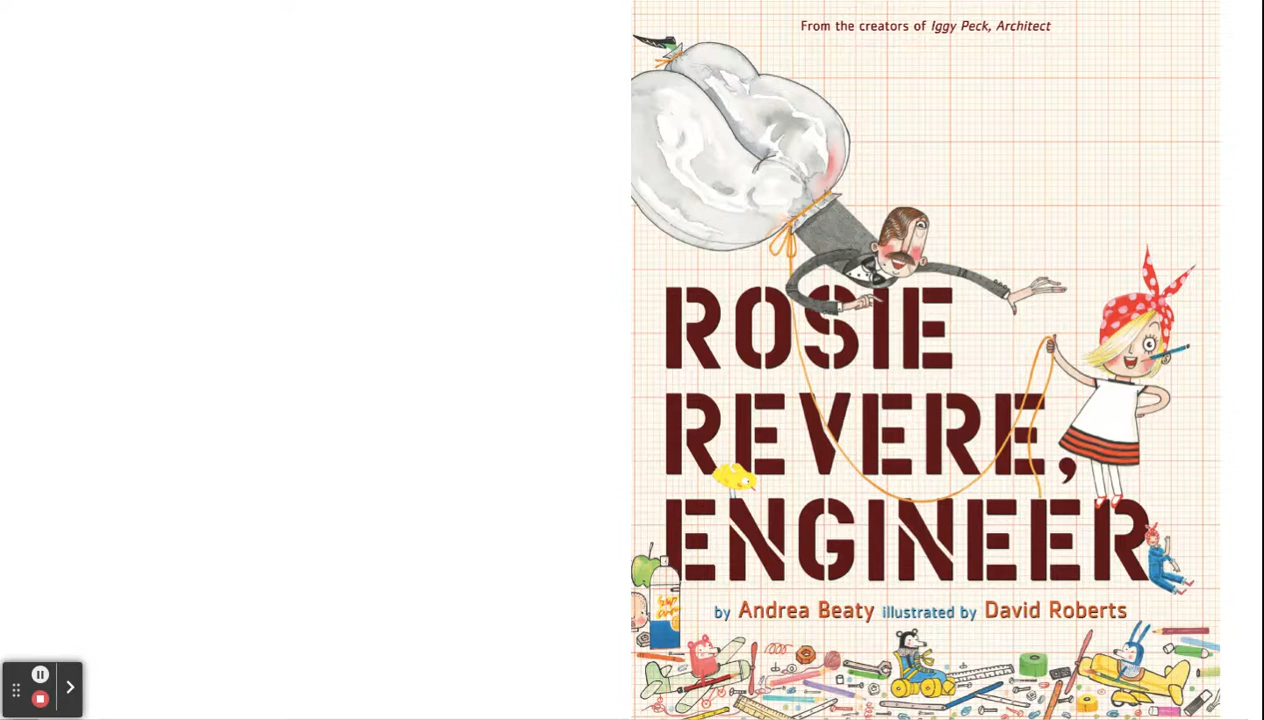 From the creators of Iggy Peck, Architect
ROSIE
REVERE,
ENGINEER
by Andrea Beaty illustrated by David Roberts